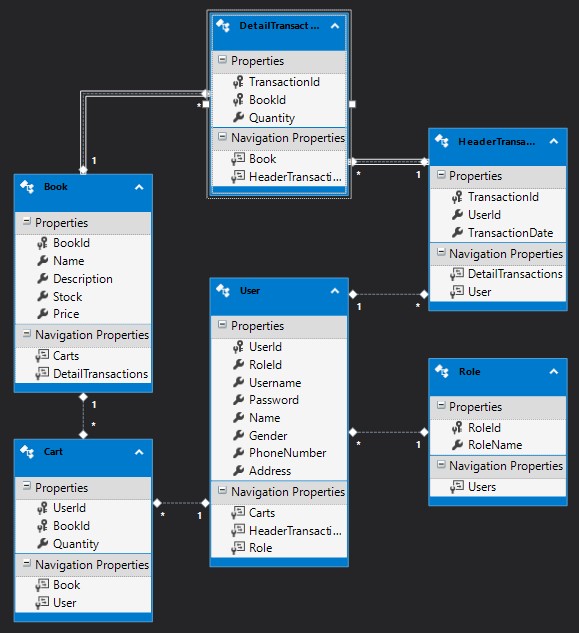 DetailTransact...
Properties
TransactionId
BookId
Quantity
Navigation Properties
Book
HeaderTransacti...
*
1
HeaderTransa...
Properties
TransactionId
UserId
TransactionDate
Navigation Properties
DetailTransactions
User
*
1
Book
Properties
BookId
Name
Description
Stock
Price
Navigation Properties
Carts
DetailTransactions
User
Properties
UserId
RoleId
Username
Password
Name
Gender
PhoneNumber
Address
Navigation Properties
Carts
HeaderTransacti...
Role
1
*
Role
Properties
RoleId
RoleName
Navigation Properties
Users
*
1
1
*
Cart
Properties
UserId
BookId
Quantity
Navigation Properties
Book
User
*
1